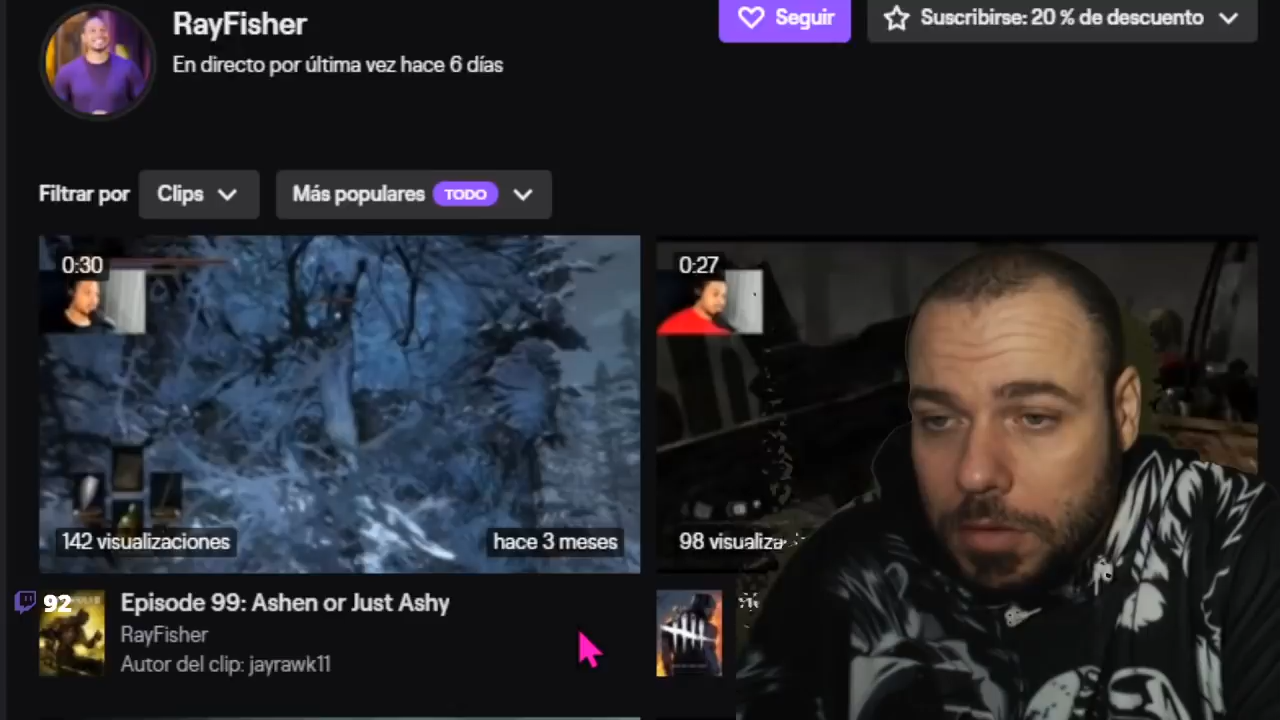 RayFisher
En directo por última vez hace 6 días
Seguir
Suscribirse: 20 % de descuento
Filtrar por
Clips
Más populares TODO
0:30
142 visualizaciones
hace 3 meses
0:27
98
92
Episode 99: Ashen or Just Ashy
RayFisher
Autor del clip: jayrawk11